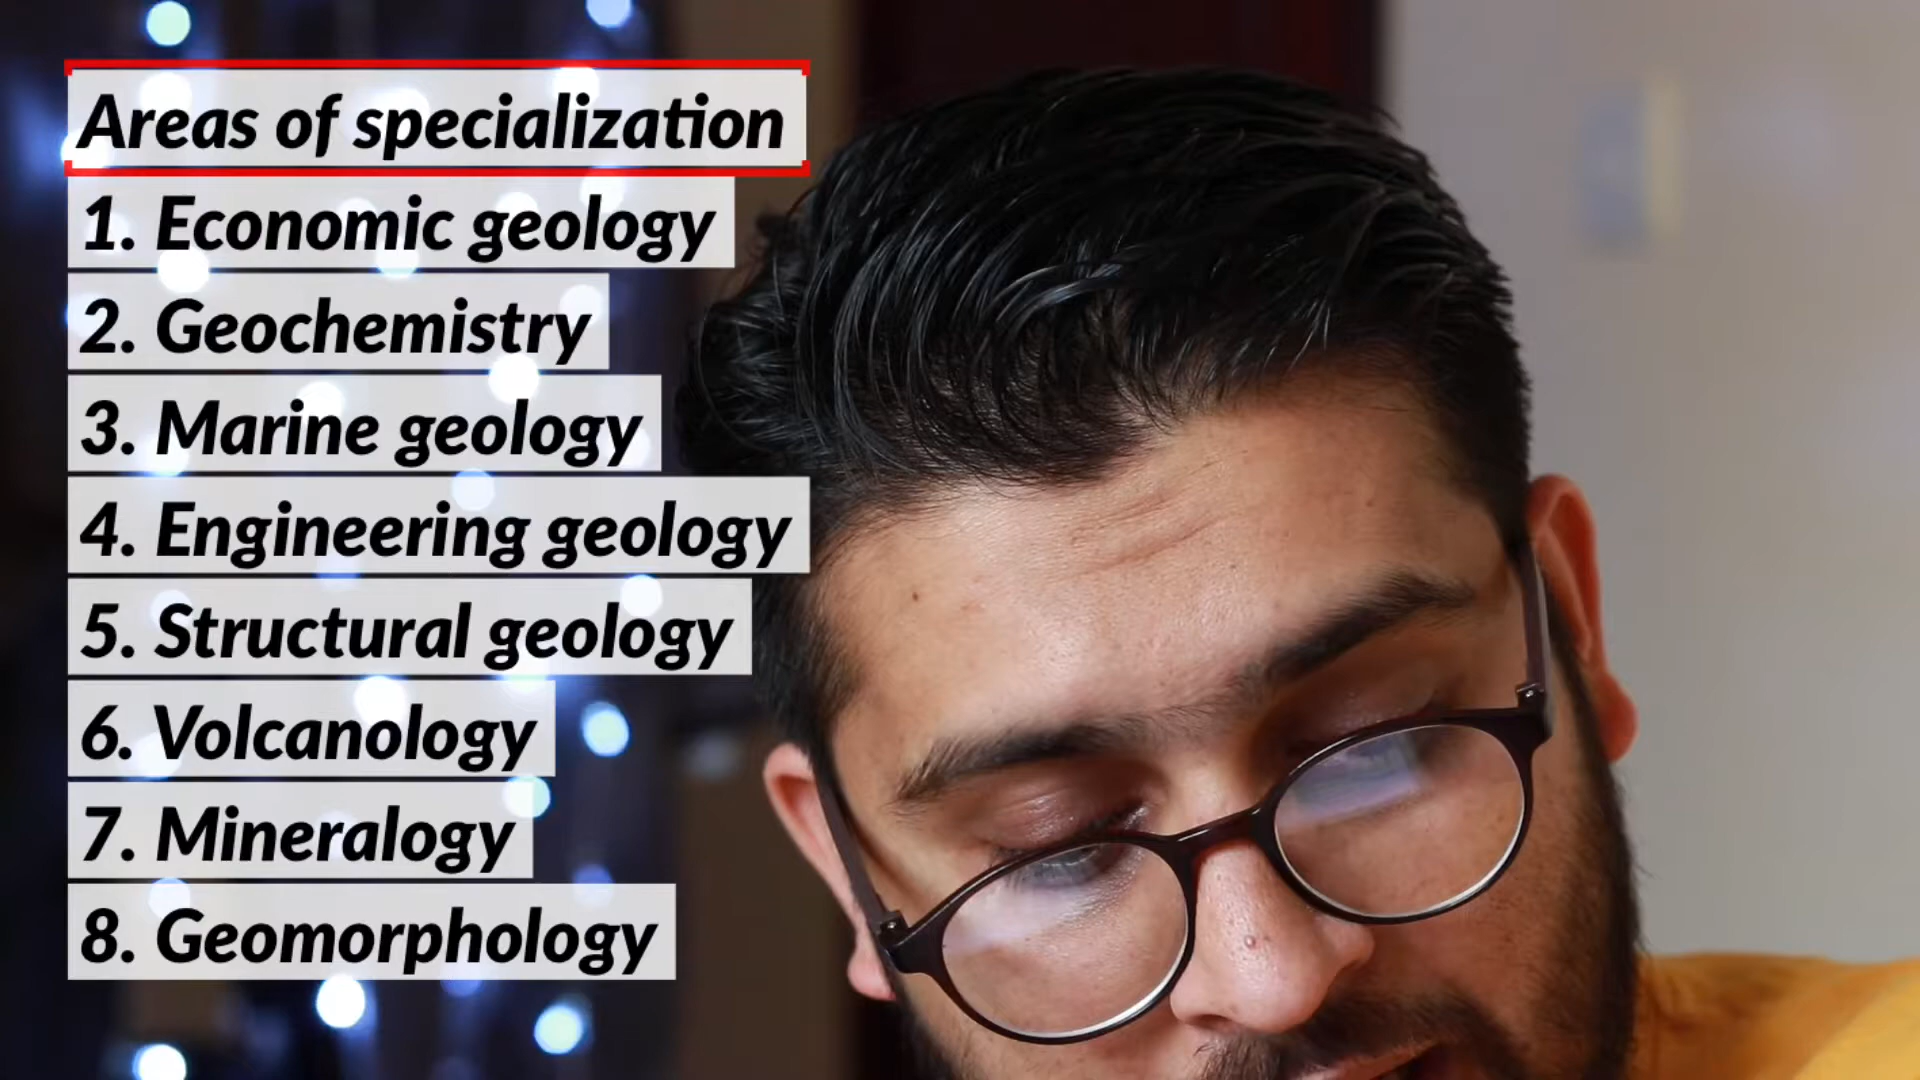 Areas of specialization
1. Economic geology
2. Geochemistry
3. Marine geology
4. Engineering geology
5. Structural geology
6. Volcanology
7. Mineralogy
8. Geomorphology